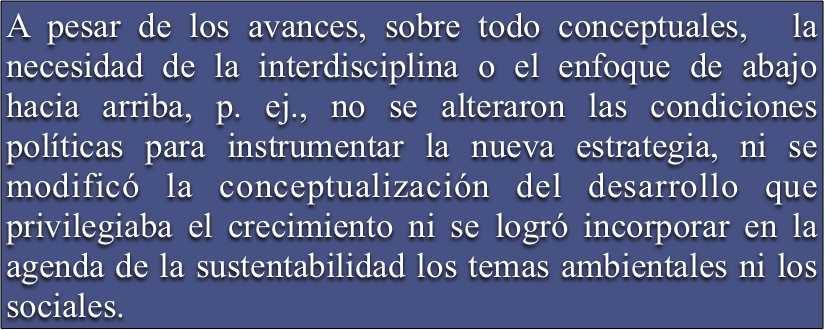 A pesar de los avances, sobre todo conceptuales, la
necesidad de la interdisciplina o el enfoque de abajo
hacia arriba, p. ej., no se alteraron las condiciones
políticas para instrumentar la nueva estrategia, ni se
modificó la conceptualización del desarrollo que
privilegiaba el crecimiento ni se logró incorporar en la
agenda de la sustentabilidad los temas ambientales ni los
sociales.